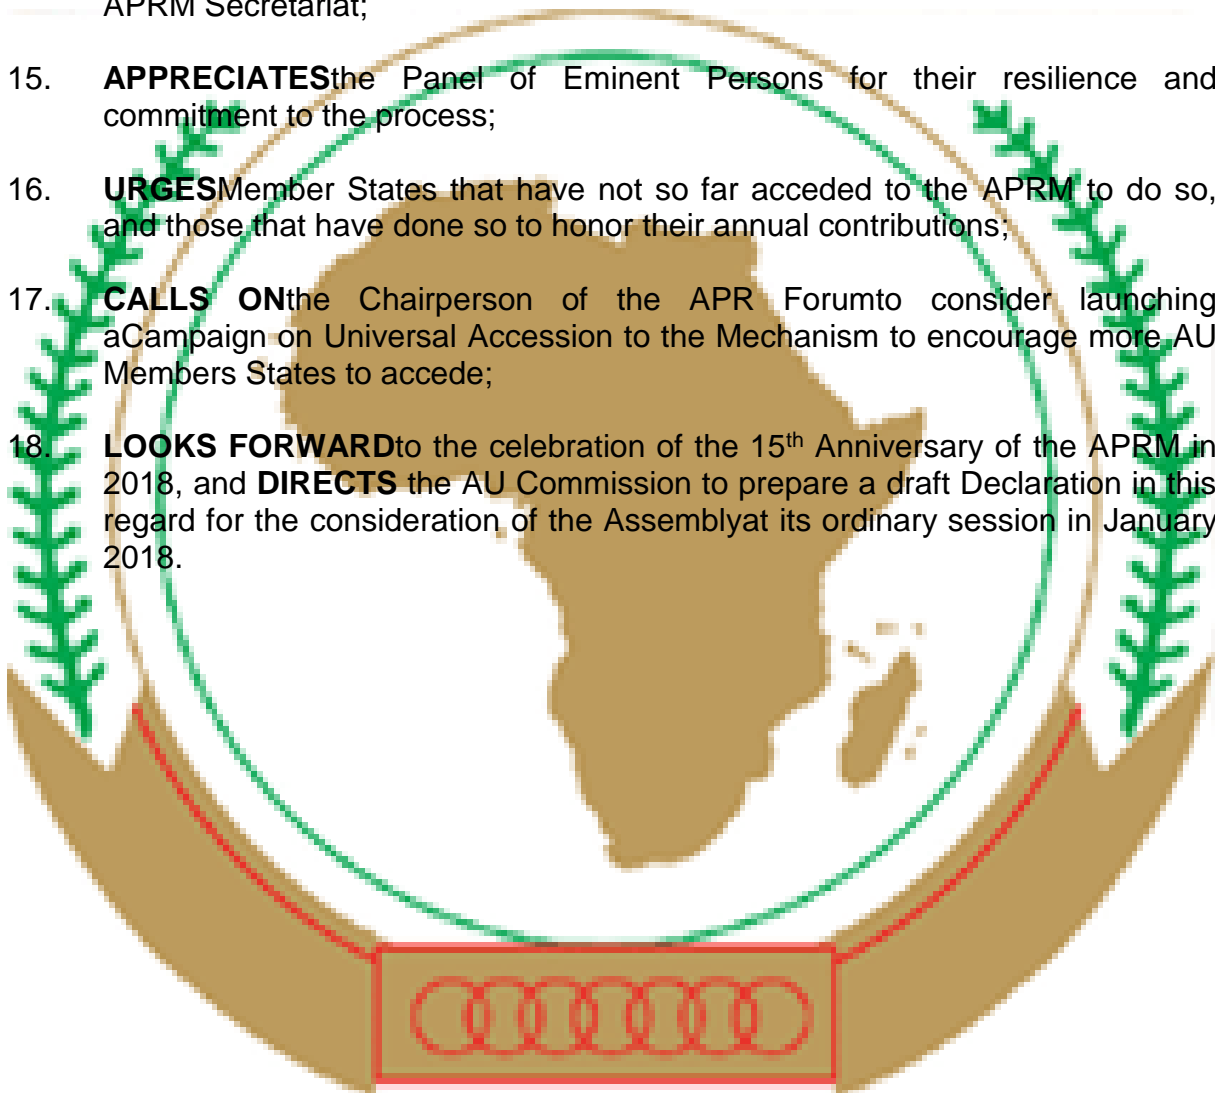 APRM Secretariat;
15. APPRECIATESthe Panel of Eminent Persons for their resilience and
commitment to the process;
16. URGESMember States that have not so far acceded to the APRM to do so,
and those that have done so to honor their annual contributions;
17. CALLS ONthe Chairperson of the APR Forumto consider launching
aCampaign on Universal Accession to the Mechanism to encourage more AU
Members States to accede;
18. LOOKS FORWARDto the celebration of the 15th Anniversary of the APRM in
2018, and DIRECTS the AU Commission to prepare a draft Declaration in this
regard for the consideration of the Assemblyat its ordinary session in January
2018.